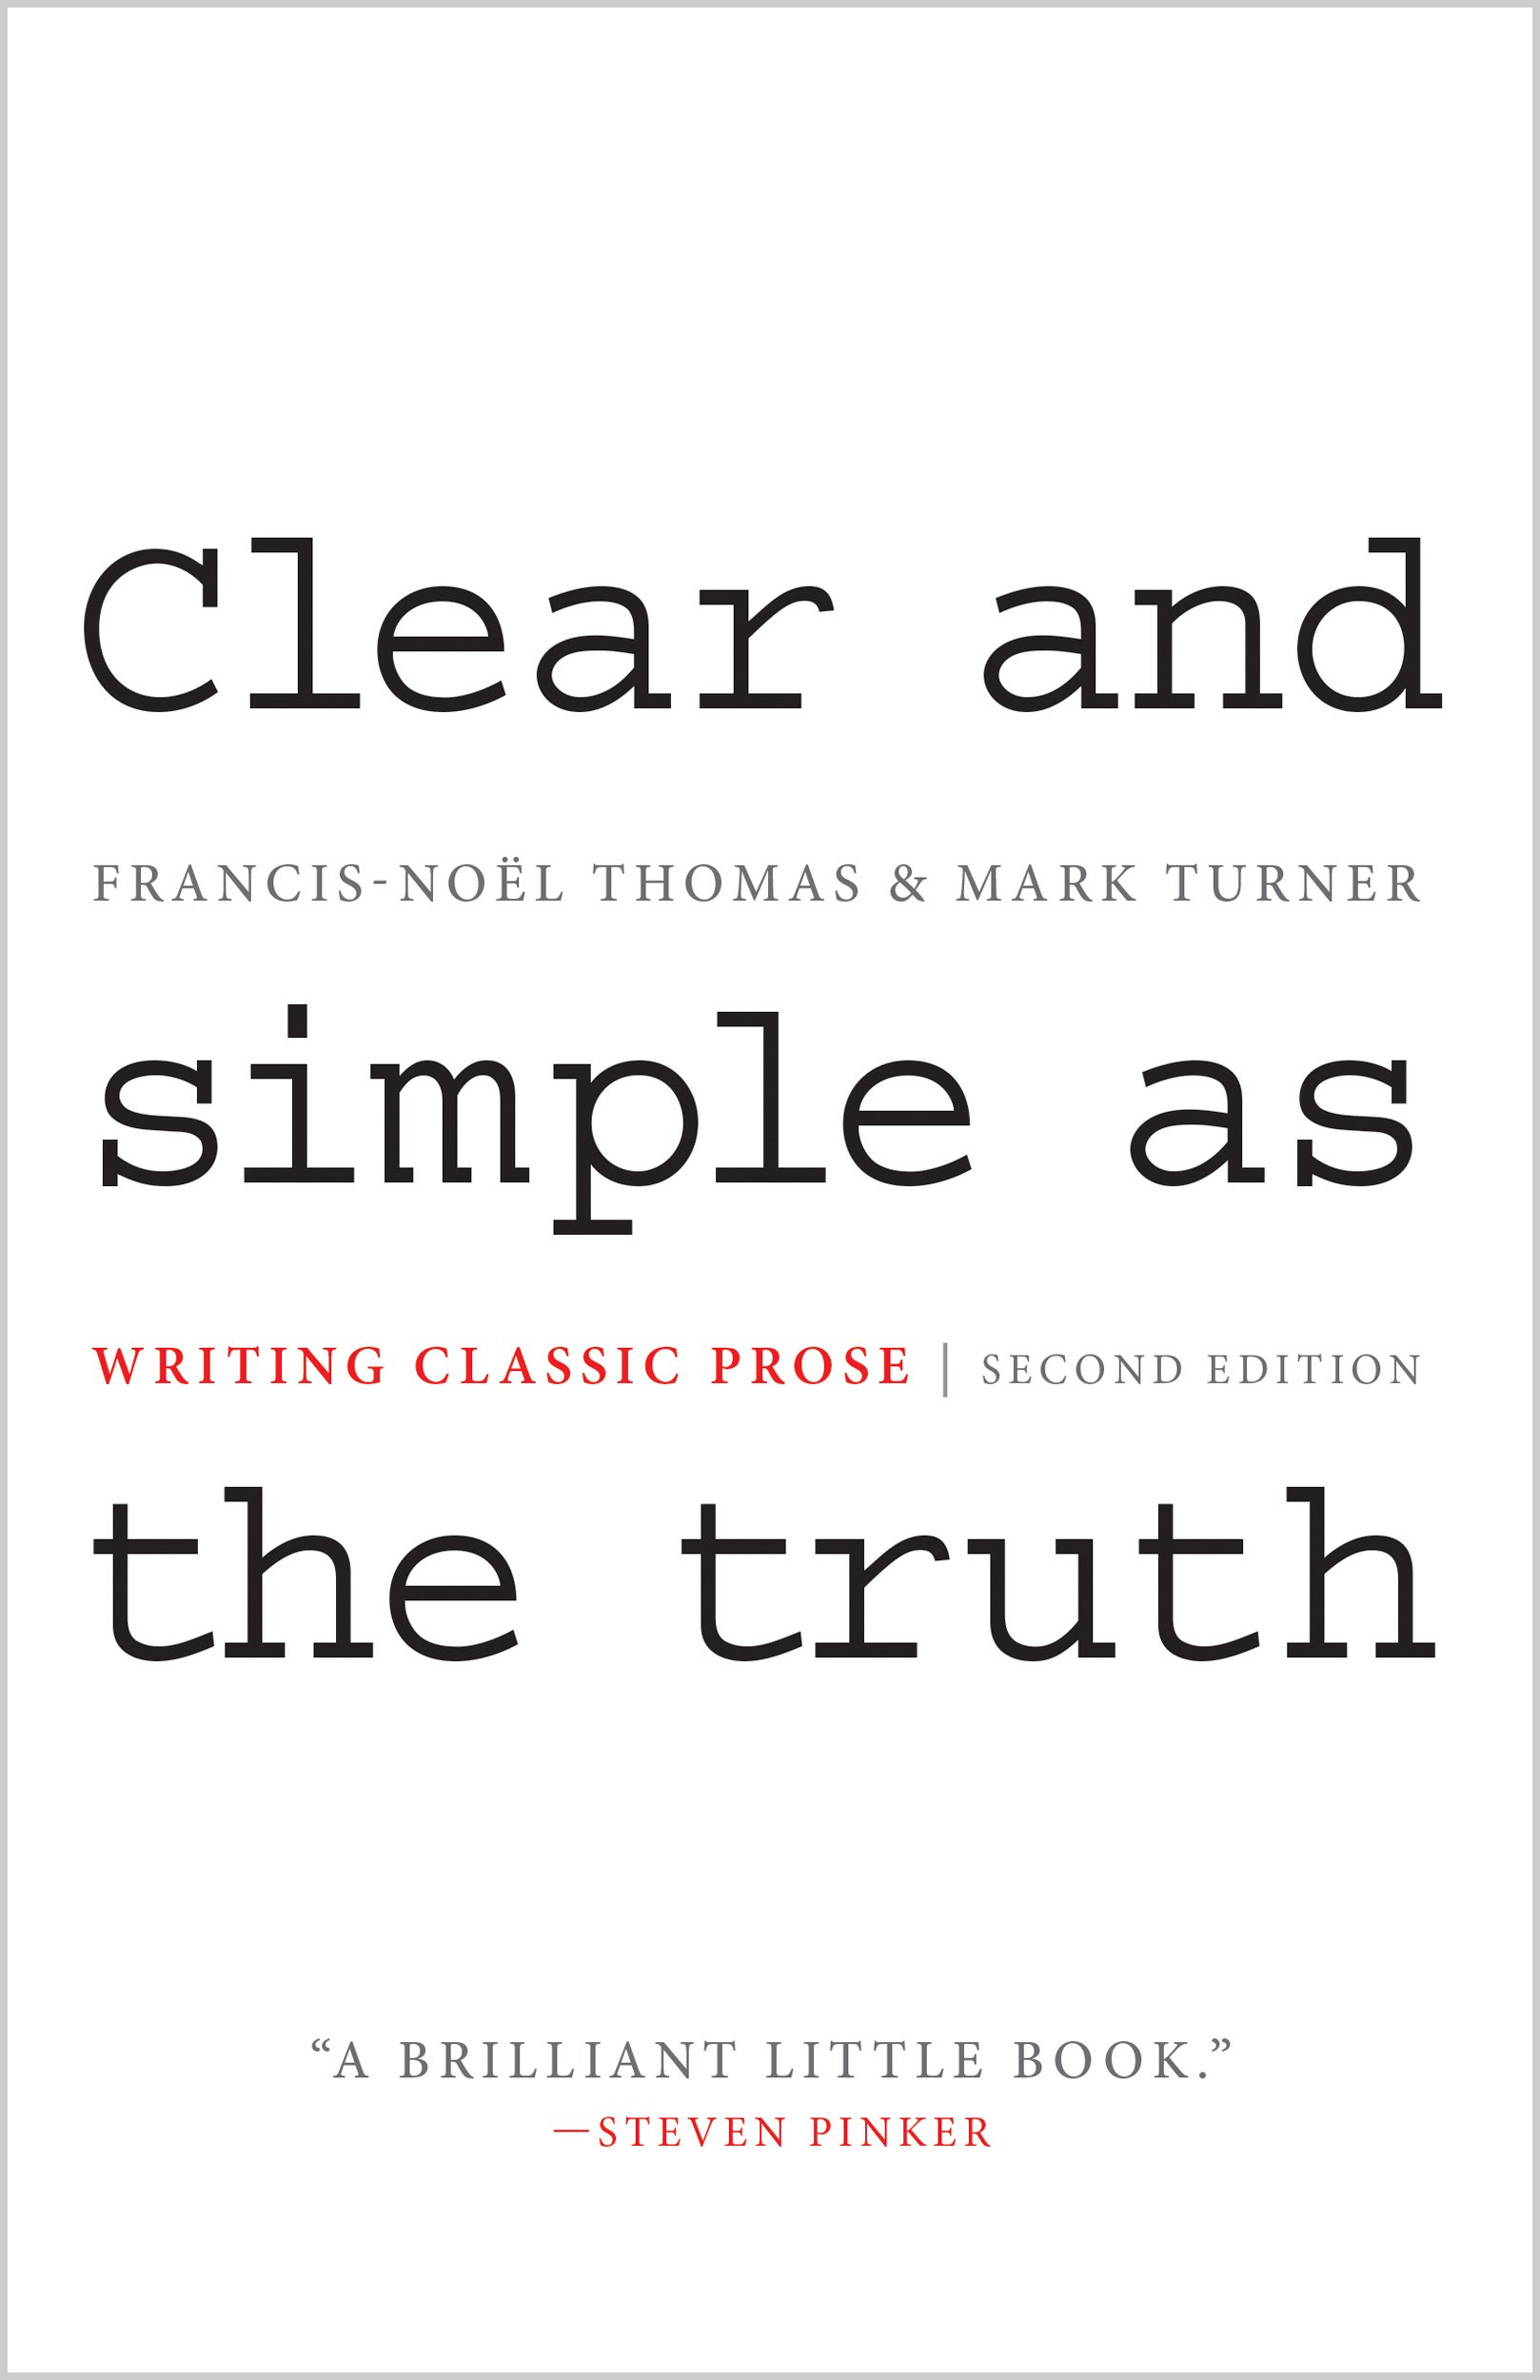 Clear and
FRANCIS-NOËL THOMAS & MARK TURNER
simple as
WRITING CLASSIC PROSE | SECOND EDITION
the truth
“A BRILLIANT LITTLE BOOK.”
—STEVEN PINKER